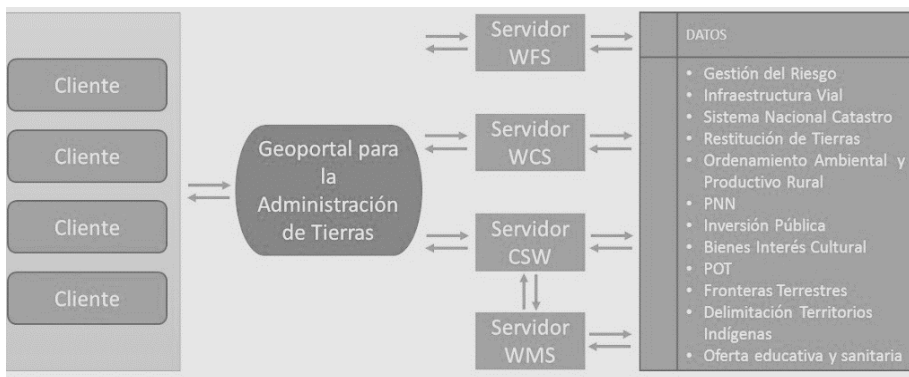 Cliente
Cliente
Cliente
Cliente
Geoportal para
la
Administración
de Tierras
Servidor
WFS
Servidor
WCS
Servidor
CSW
Servidor
WMS
DATOS
• Gestión del Riesgo
• Infraestructura Vial
• Sistema Nacional Catastro
• Restitución de Tierras
• Ordenamiento Ambiental y
Productivo Rural
• PNN
• Inversión Pública
• Bienes Interés Cultural
• POT
• Fronteras Terrestres
• Delimitación Territorios
Indígenas
• Oferta educativa y sanitaria